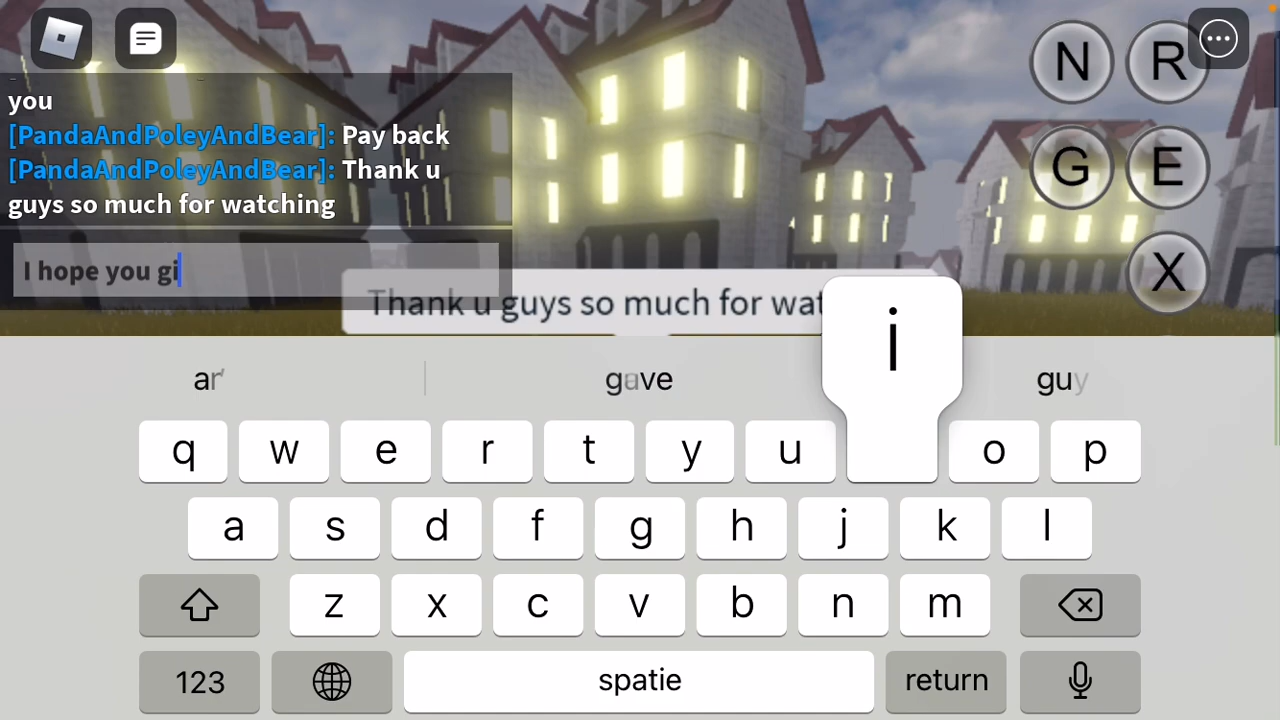 you
[PandaAndPoleyAndBear]: Pay back
[PandaAndPoleyAndBear]: Thank u
guys so much for watching
I hope you gi
Thank u guys so much for wat
N R
G E
X
ar' gave guy
i
q w e r t y u o p
a s d f g h j k l
z x c v b n m
123 spatie return